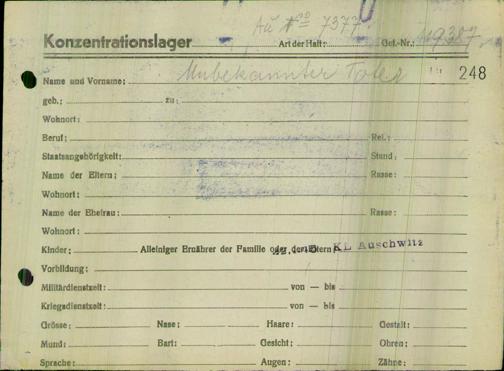 Au 7377
Konzentrationslager Art der Haft: Gef.-Nr.: 119387
Name und Vorname: Unbekannter Toter 248
geb.: zu:
Wohnort:
Beruf: Rel.:
Staatsangehörigkeit: Stand:
Name der Eltern: Rasse:
Wohnort:
Name der Ehefrau: Rasse:
Wohnort:
Kinder: Alleiniger Ernährer der Familie oder der Eltern KL Auschwitz
Vorbildung:
Militärdienstzeit: von — bis
Kriegsdienstzeit: von — bis
Grösse: Nase: Haare: Gestalt:
Mund: Bart: Gesicht: Ohren:
Sprache: Augen: Zähne: